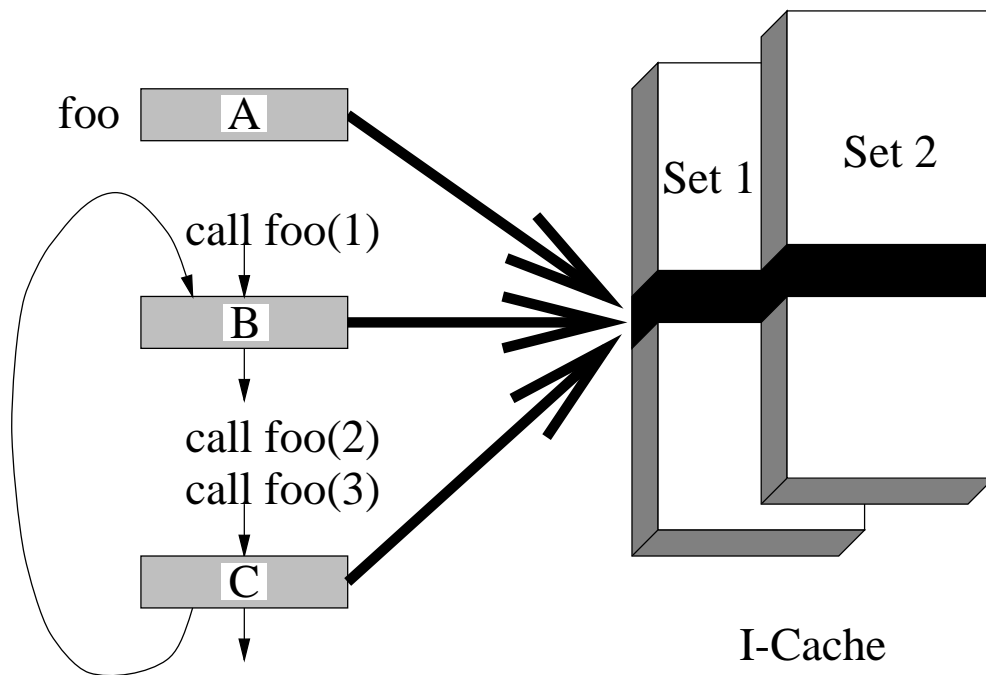 foo
A
call foo(1)
B
call foo(2)
call foo(3)
C
Set 1
Set 2
I-Cache